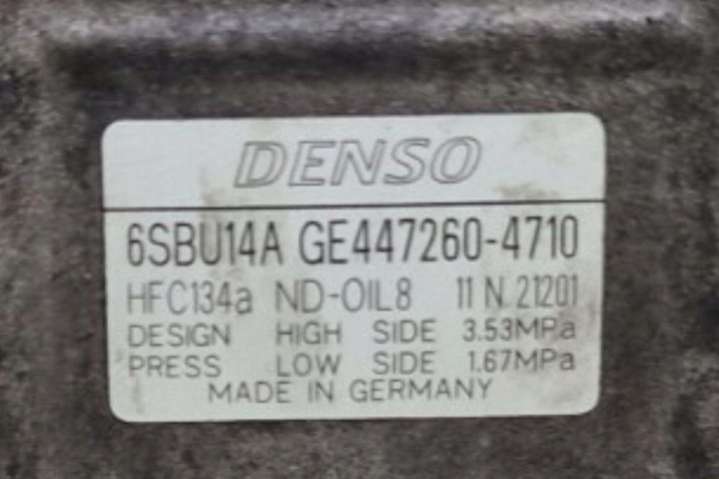 DENSO
6SBU14A GE447260-4710
HFC134a ND-OIL8 11 N 21201
DESIGN HIGH SIDE 3.53MPa
PRESS LOW SIDE 1.67MPa
MADE IN GERMANY